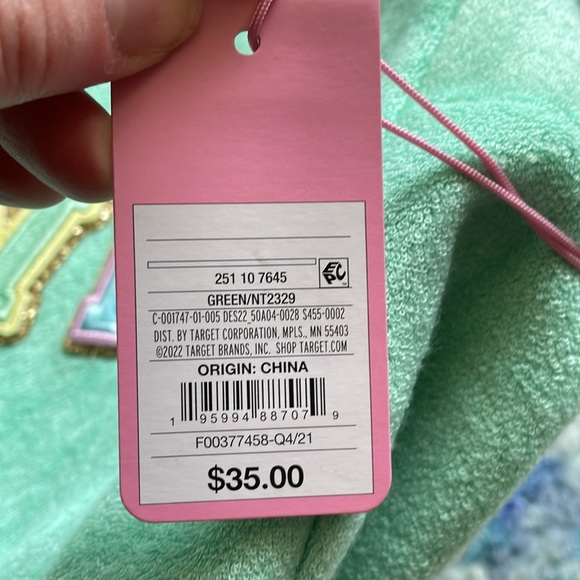 EPC
251 10 7645
GREEN/NT2329
C-001747-01-005 DES22_50A04-0028 S455-0002
DIST. BY TARGET CORPORATION, MPLS., MN 55403
©2022 TARGET BRANDS, INC. SHOP TARGET.COM
ORIGIN: CHINA
1 95994 88707 9
F00377458-Q4/21
$35.00